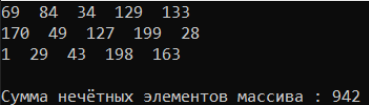 69 84 34 129 133
170 49 127 199 28
1 29 43 198 163
Сумма нечётных элементов массива : 942